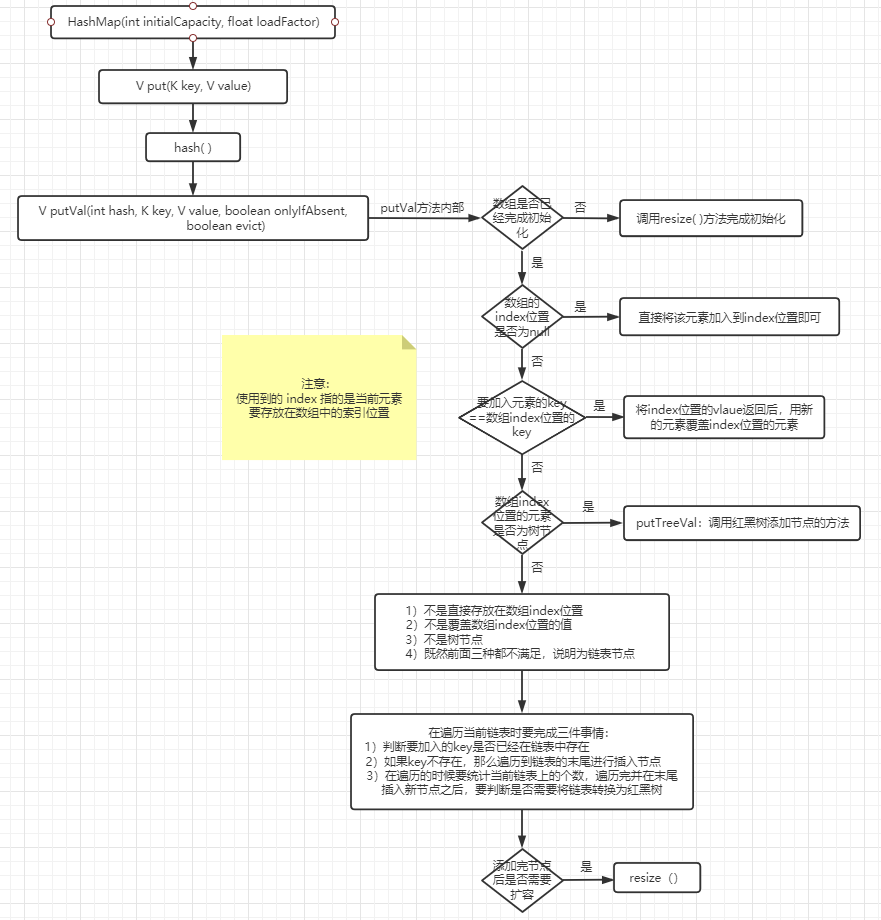 HashMap(int initialCapacity, float loadFactor)
V put(K key, V value)
hash( )
V putVal(int hash, K key, V value, boolean onlyIfAbsent,
boolean evict)
putVal方法内部
数组是否已
经完成初始
化
否
调用resize( )方法完成初始化
是
数组的
index位置
是否为null
是
直接将该元素加入到index位置即可
否
注意：
使用到的 index 指的是当前元素
要存放在数组中的索引位置
要加入元素的key
==数组index位置的
key
是
将index位置的vlaue返回后，用新
的元素覆盖index位置的元素
否
数组index
位置的元素
是否为树节
点
是
putTreeVal：调用红黑树添加节点的方法
否
1）不是直接存放在数组index位置
2）不是覆盖数组index位置的值
3）不是树节点
4）既然前面三种都不满足，说明为链表节点
在遍历当前链表时要完成三件事情：
1）判断要加入的key是否已经在链表中存在
2）如果key不存在，那么遍历到链表的末尾进行插入节点
3）在遍历的时候要统计当前链表上的个数，遍历完并在末尾
插入新节点之后，要判断是否需要将链表转换为红黑树
添加完节点
后是否需要
扩容
是
resize（）